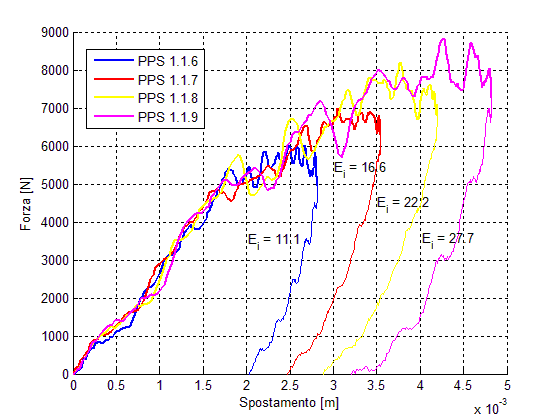 9000
8000
7000
6000
5000
4000
3000
2000
1000
0
Forza [N]
PPS 1.1.6
PPS 1.1.7
PPS 1.1.8
PPS 1.1.9
E_i = 11.1
E_i = 16.6
E_i = 22.2
E_i = 27.7
0 0.5 1 1.5 2 2.5 3 3.5 4 4.5 5
Spostamento [m]
x 10^-3